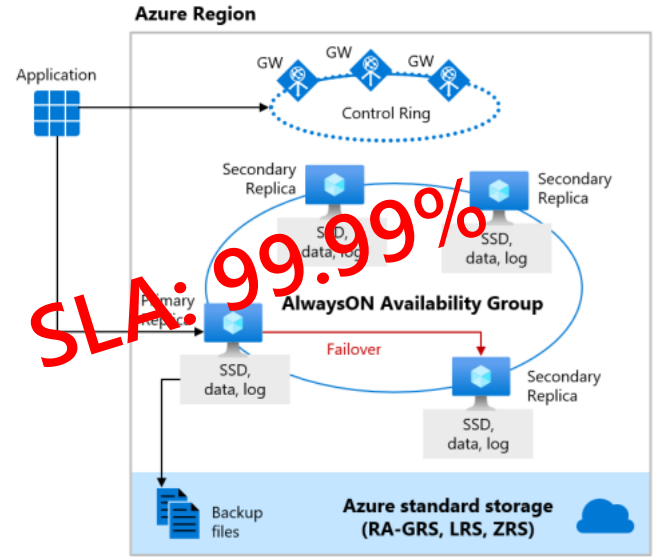 Azure Region
Application
GW
GW
GW
Control Ring
Secondary
Replica
SSD,
data, log
Secondary
Replica
SSD,
data, log
SLA: 99.99%
Primary
Replica
AlwaysON Availability Group
Failover
SSD,
data, log
Secondary
Replica
SSD,
data, log
Backup
files
Azure standard storage
(RA-GRS, LRS, ZRS)